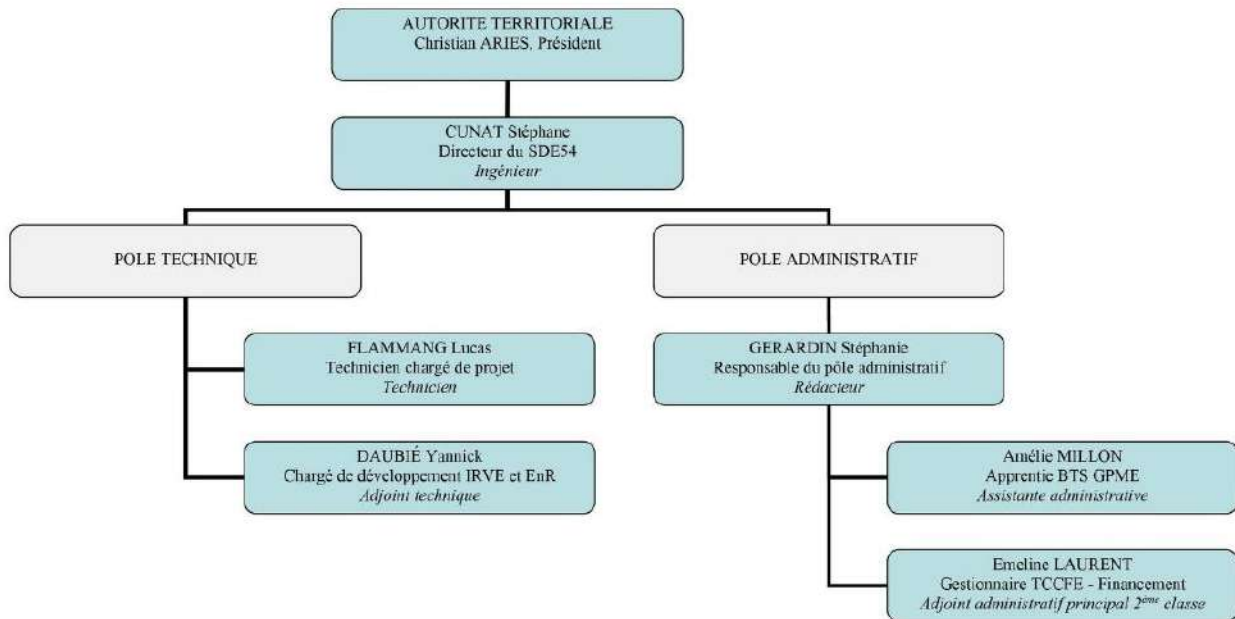 AUTORITE TERRITORIALE
Christian ARIES, Président
CUNAT Stéphane
Directeur du SDE54
Ingénieur
POLE TECHNIQUE
POLE ADMINISTRATIF
FLAMMANG Lucas
Technicien chargé de projet
Technicien
GERARDIN Stéphanie
Responsable du pôle administratif
Rédacteur
DAUBIÉ Yannick
Chargé de développement IRVE et EnR
Adjoint technique
Amélie MILLON
Apprentie BTS GPME
Assistante administrative
Emeline LAURENT
Gestionnaire TCCFE - Financement
Adjoint administratif principal 2ème classe